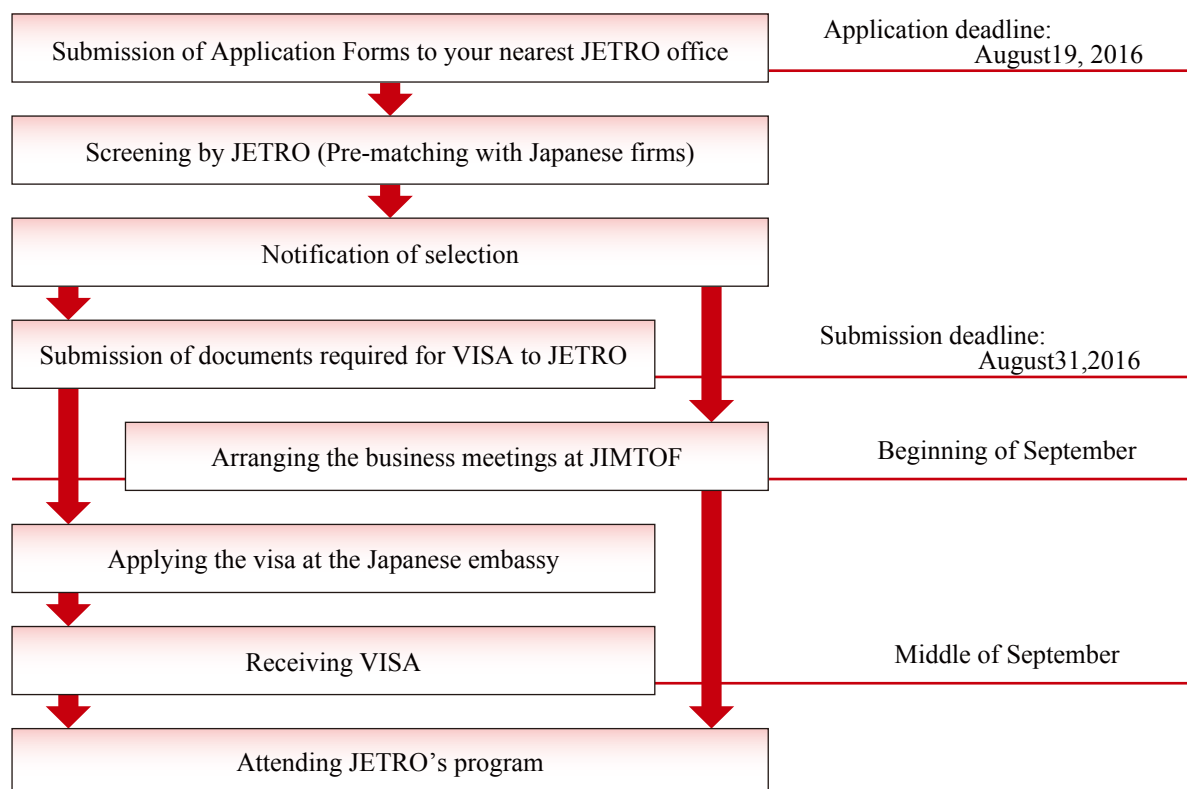 Submission of Application Forms to your nearest JETRO office
Application deadline:
August19, 2016
Screening by JETRO (Pre-matching with Japanese firms)
Notification of selection
Submission of documents required for VISA to JETRO
Submission deadline:
August31,2016
Arranging the business meetings at JIMTOF
Beginning of September
Applying the visa at the Japanese embassy
Receiving VISA
Middle of September
Attending JETRO’s program